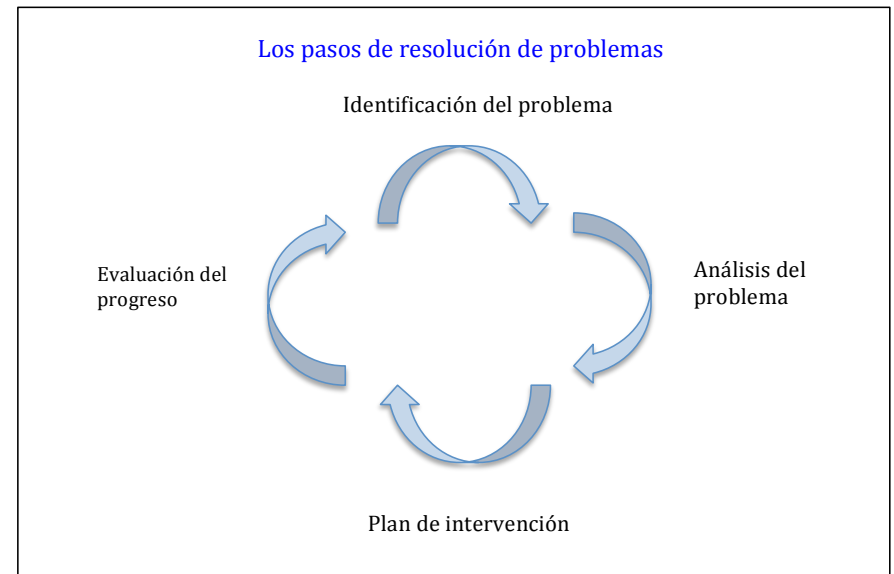 Los pasos de resolución de problemas
Identificación del problema
Análisis del
problema
Plan de intervención
Evaluación del
progreso